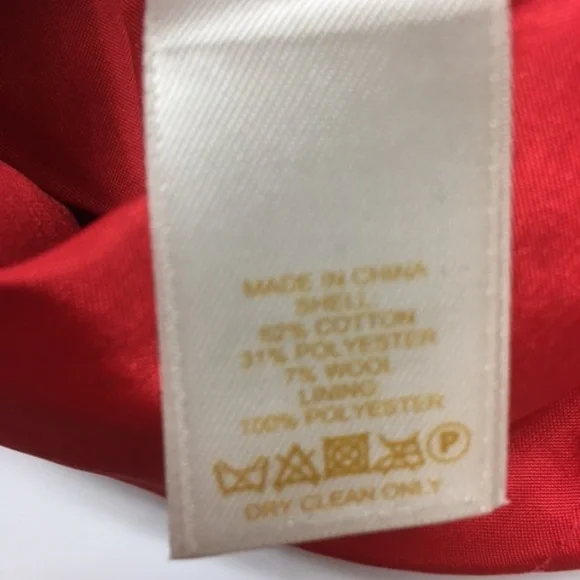 MADE IN CHINA
SHELL:
62% COTTON
31% POLYESTER
7% WOOL
LINING:
100% POLYESTER
P
DRY CLEAN ONLY